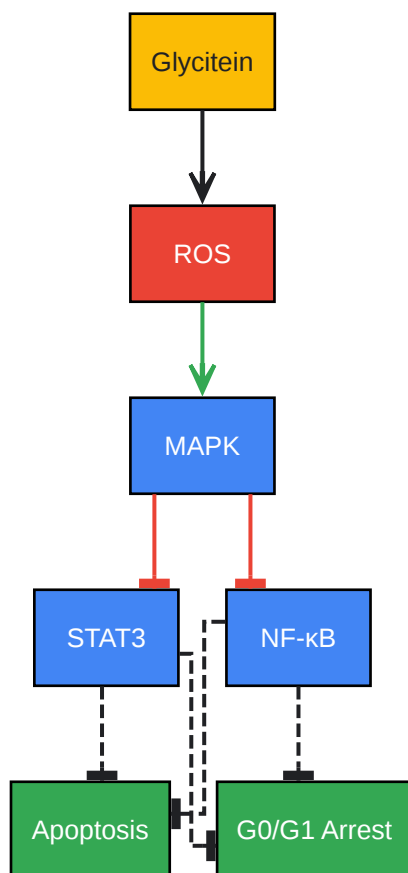 Glycitein
ROS
MAPK
STAT3
NF-κB
Apoptosis
G0/G1 Arrest